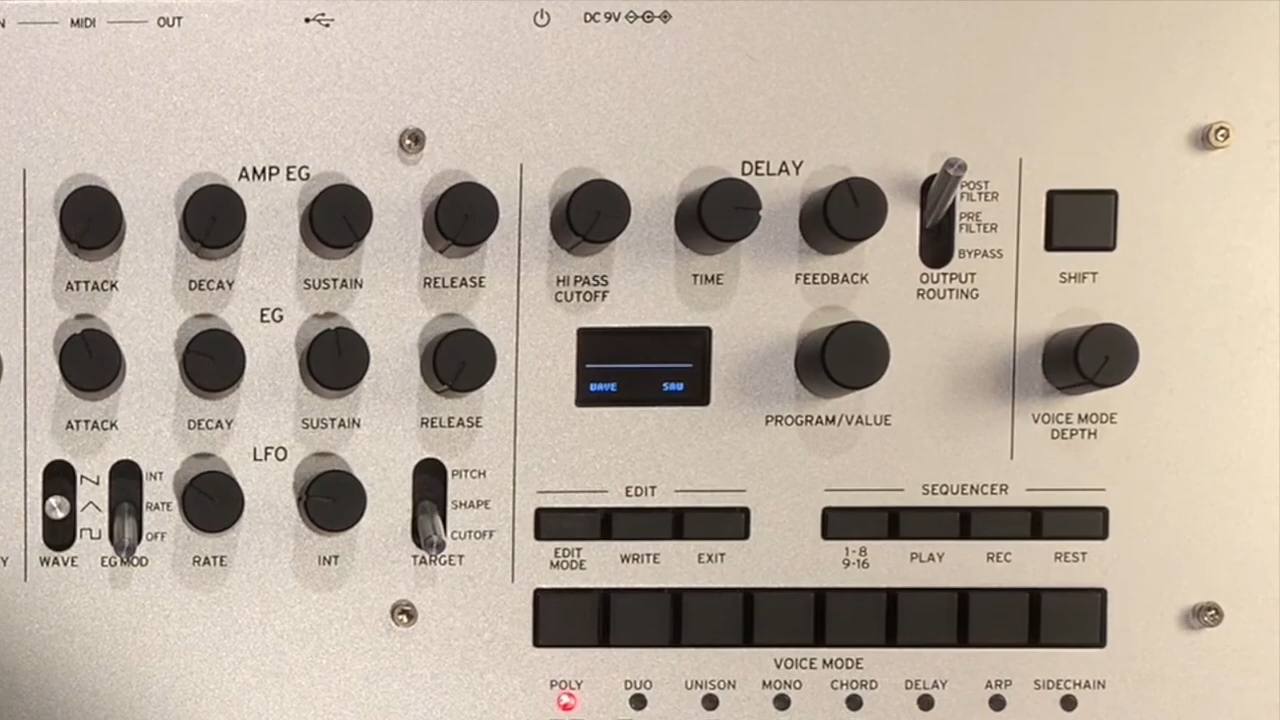 MIDI OUT
DC 9V
AMP EG
ATTACK DECAY SUSTAIN RELEASE
EG
ATTACK DECAY SUSTAIN RELEASE
LFO
INT
RATE
OFF
PITCH
SHAPE
CUTOFF
WAVE EG MOD RATE INT TARGET
DELAY
POST
FILTER
PRE
FILTER
BYPASS
HI PASS
CUTOFF
TIME
FEEDBACK
OUTPUT
ROUTING
SHIFT
WAVE SAW
PROGRAM/VALUE
VOICE MODE
DEPTH
EDIT
SEQUENCER
EDIT
MODE
WRITE
EXIT
1-8
9-16
PLAY
REC
REST
VOICE MODE
POLY DUO UNISON MONO CHORD DELAY ARP SIDECHAIN